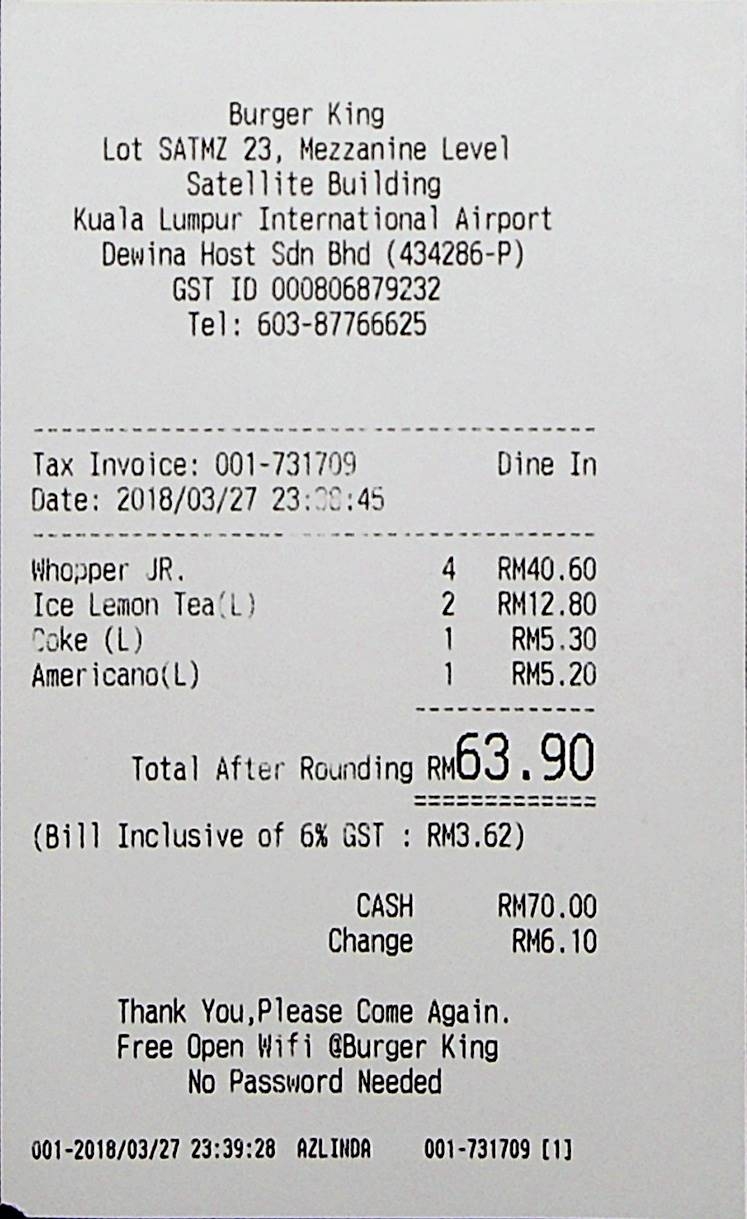 Burger King
Lot SATMZ 23, Mezzanine Level
Satellite Building
Kuala Lumpur International Airport
Dewina Host Sdn Bhd (434286-P)
GST ID 000806879232
Tel: 603-87766625
Tax Invoice: 001-731709 Dine In
Date: 2018/03/27
Whopper JR. 4 RM40.60
Ice Lemon Tea(L) 2 RM12.80
Coke (L) 1 RM5.30
Americano(L) 1 RM5.20
Total After Rounding RM63.90
(Bill Inclusive of 6% GST : RM3.62)
CASH RM70.00
Change RM6.10
Thank You,Please Come Again.
Free Open Wifi @Burger King
No Password Needed
001-2018/03/27 23:39:28 AZLINDA 001-731709 [1]